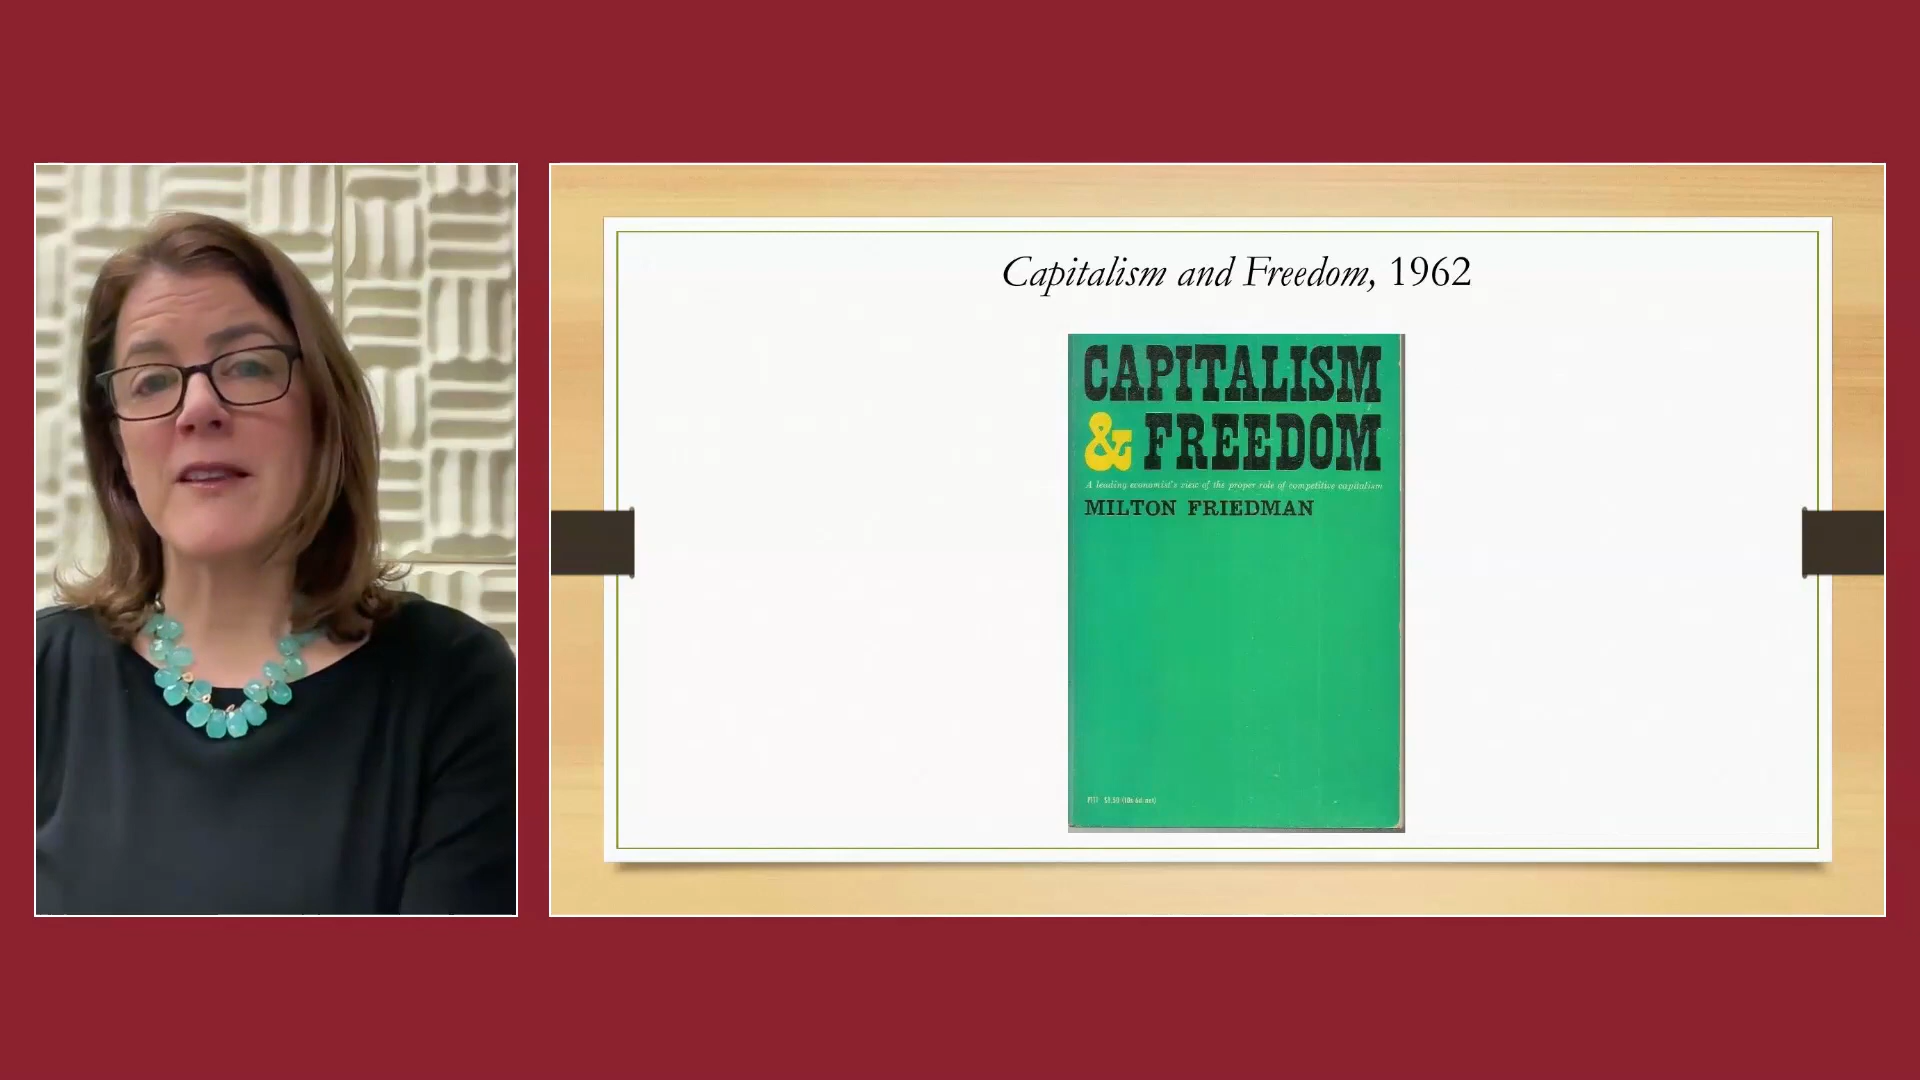 Capitalism and Freedom, 1962
CAPITALISM
& FREEDOM
A leading economist's view of the proper role of competitive capitalism
MILTON FRIEDMAN